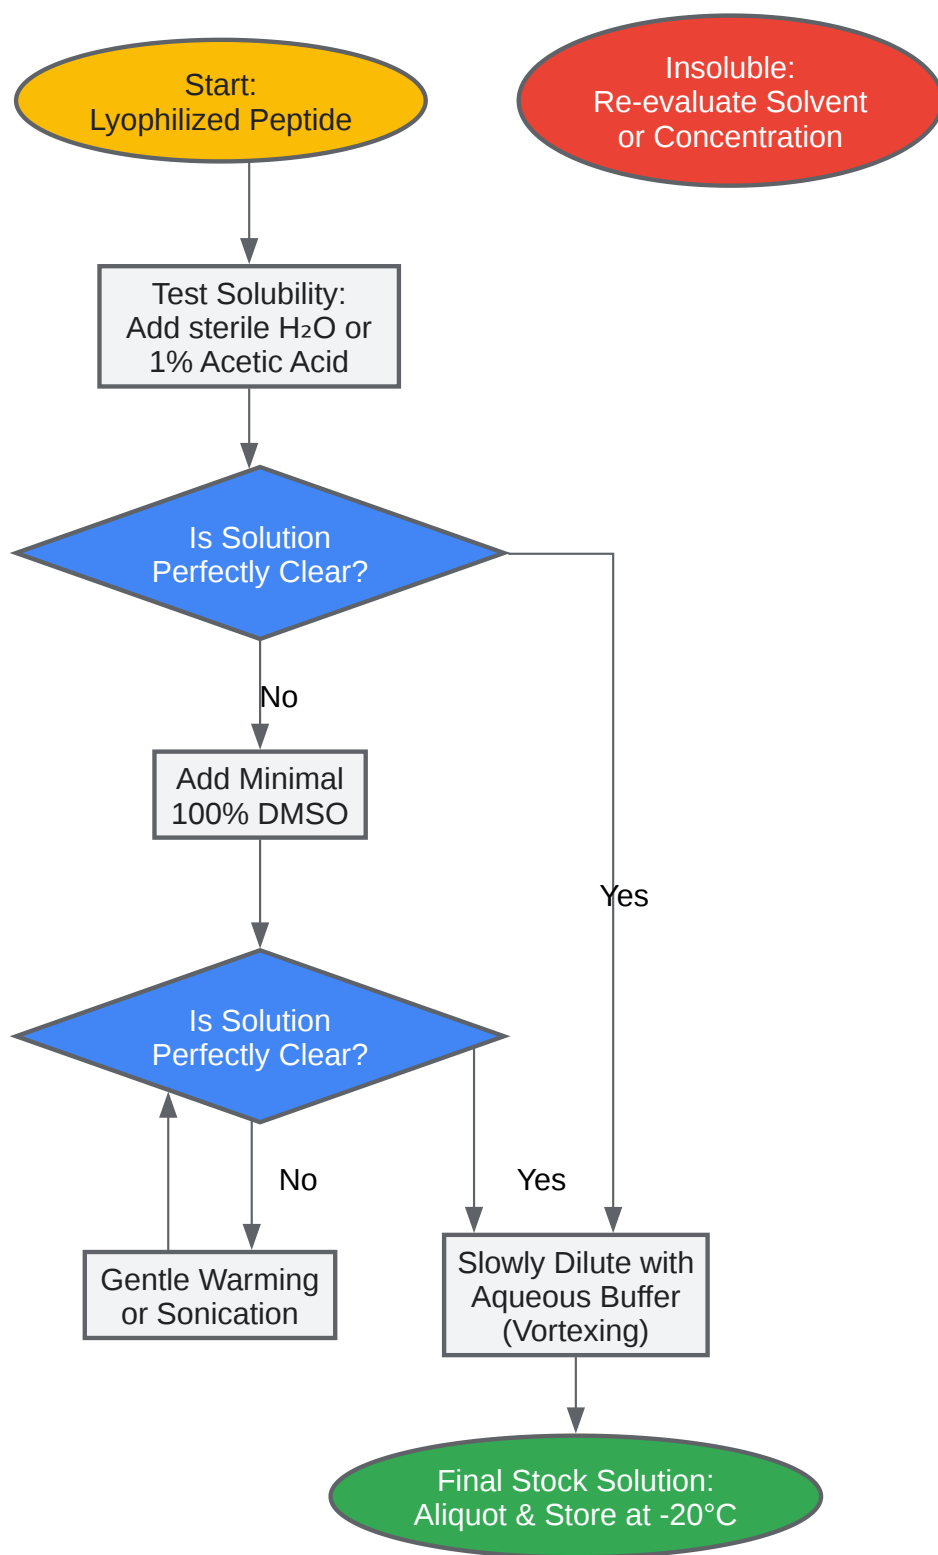 Start:
Lyophilized Peptide
Insoluble:
Re-evaluate Solvent
or Concentration
Test Solubility:
Add sterile H₂O or
1% Acetic Acid
Is Solution
Perfectly Clear?
No
Add Minimal
100% DMSO
Yes
Is Solution
Perfectly Clear?
No
Yes
Gentle Warming
or Sonication
Slowly Dilute with
Aqueous Buffer
(Vortexing)
Final Stock Solution:
Aliquot & Store at -20°C